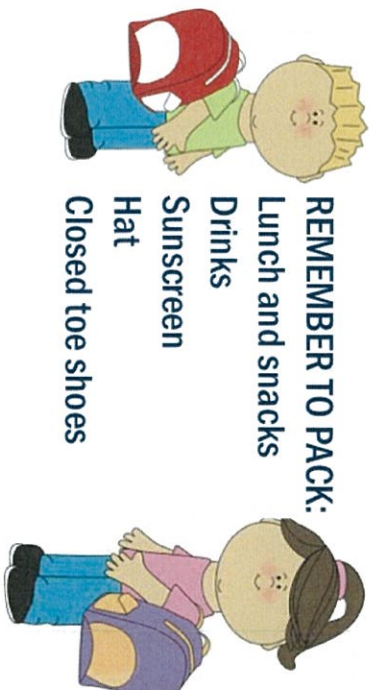 REMEMBER TO PACK:
Lunch and snacks
Drinks
Sunscreen
Hat
Closed toe shoes